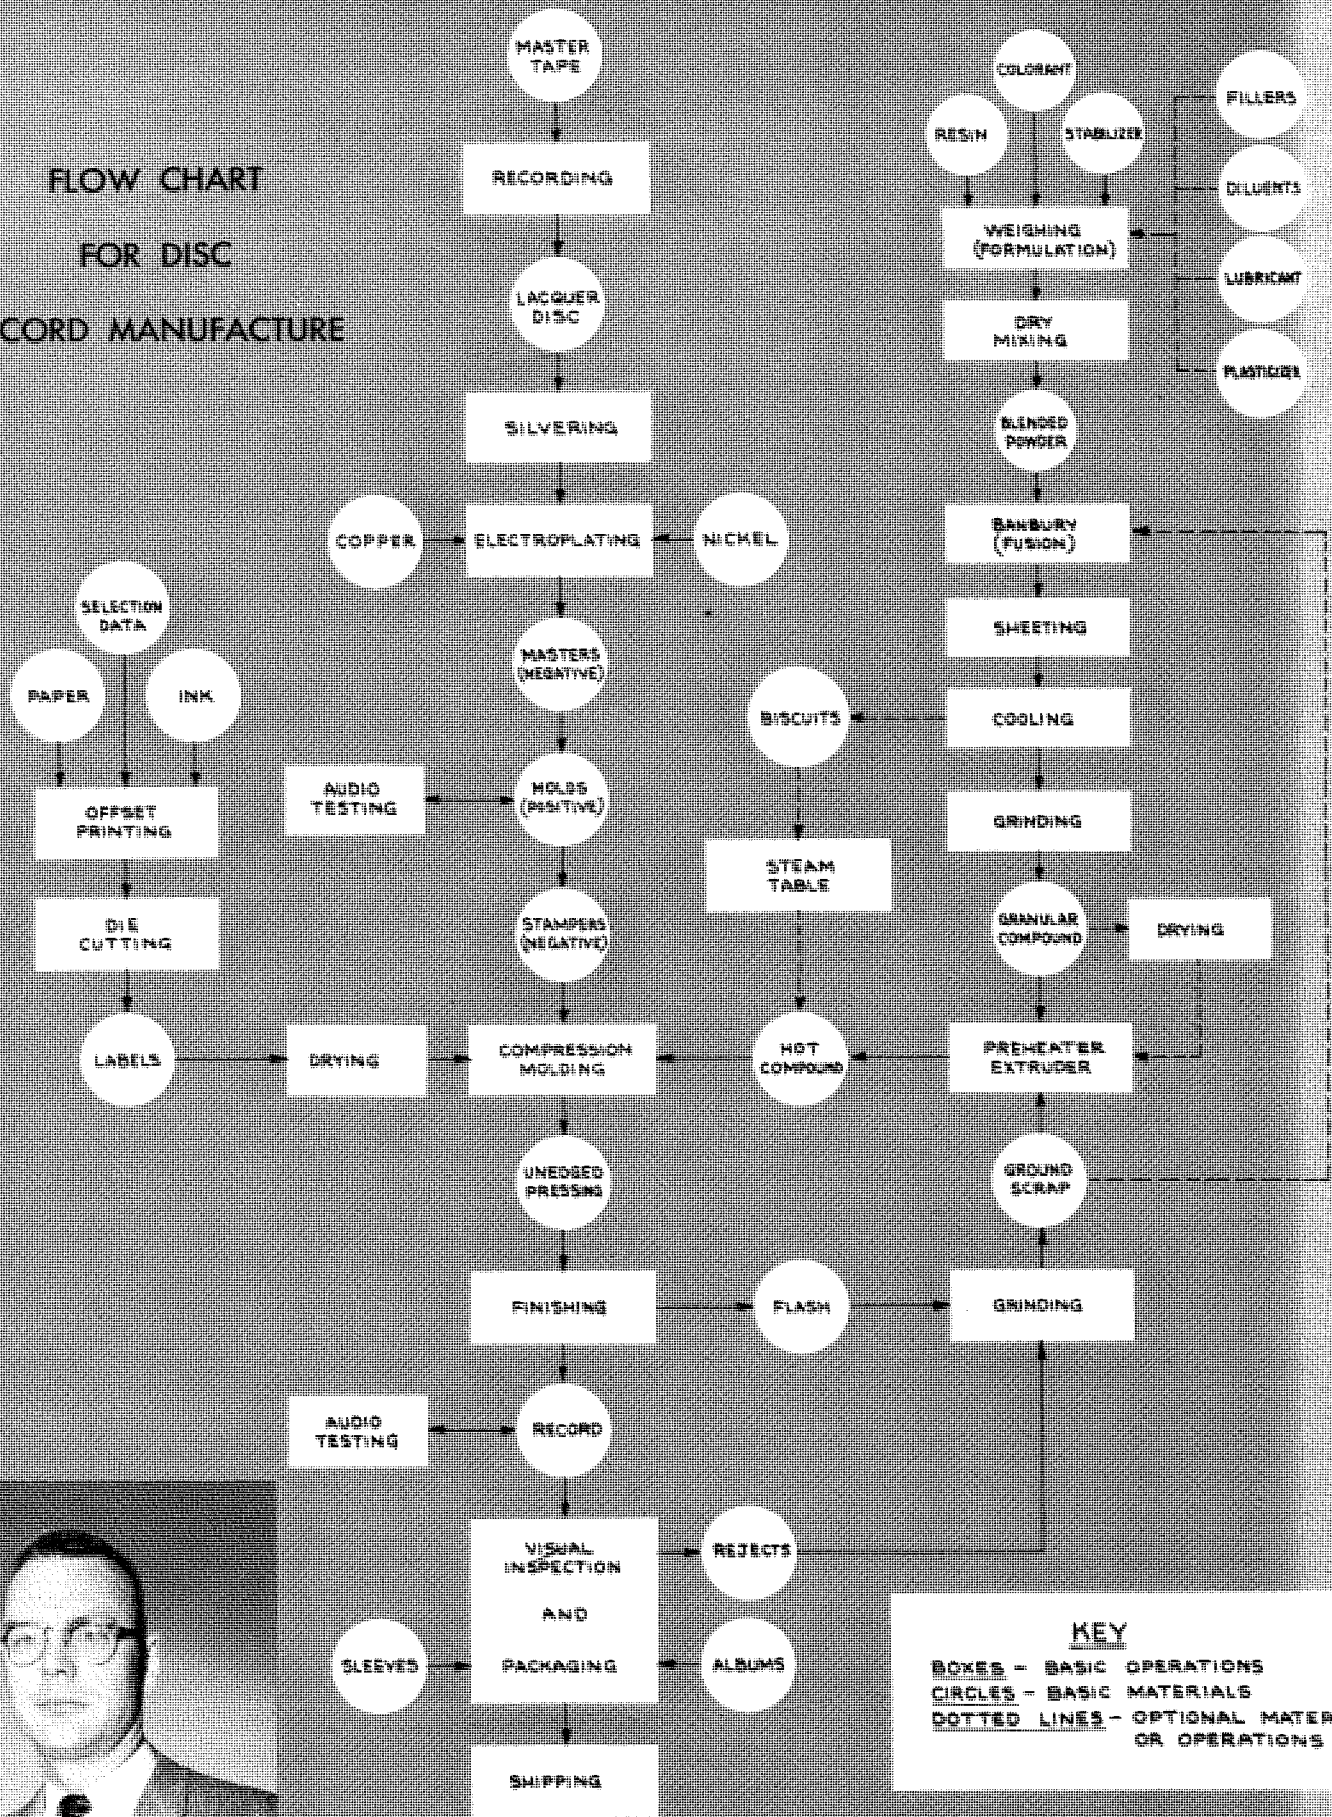 FLOW CHART
FOR DISC
CORD MANUFACTURE
MASTER
TAPE
RECORDING
LACQUER
DISC
SILVERING
COPPER
ELECTROPLATING
NICKEL
MASTERS
(NEGATIVE)
AUDIO
TESTING
MOLDS
(POSITIVE)
STAMPERS
(NEGATIVE)
SELECTION
DATA
PAPER
INK
OFFSET
PRINTING
DIE
CUTTING
LABELS
DRYING
COMPRESSION
MOLDING
UNEDGED
PRESSING
FINISHING
FLASH
GRINDING
AUDIO
TESTING
RECORD
VISUAL
INSPECTION
AND
PACKAGING
REJECTS
SLEEVES
ALBUMS
SHIPPING
COLORANT
RESIN
STABILIZER
FILLERS
DILUENTS
LUBRICANT
PLASTICIZER
WEIGHING
(FORMULATION)
DRY
MIXING
BLENDED
POWDER
BANBURY
(FUSION)
SHEETING
COOLING
BISCUITS
GRINDING
STEAM
TABLE
GRANULAR
COMPOUND
DRYING
HOT
COMPOUND
PREHEATER
EXTRUDER
GROUND
SCRAP
KEY
BOXES - BASIC OPERATIONS
CIRCLES - BASIC MATERIALS
DOTTED LINES - OPTIONAL MATER
OR OPERATIONS